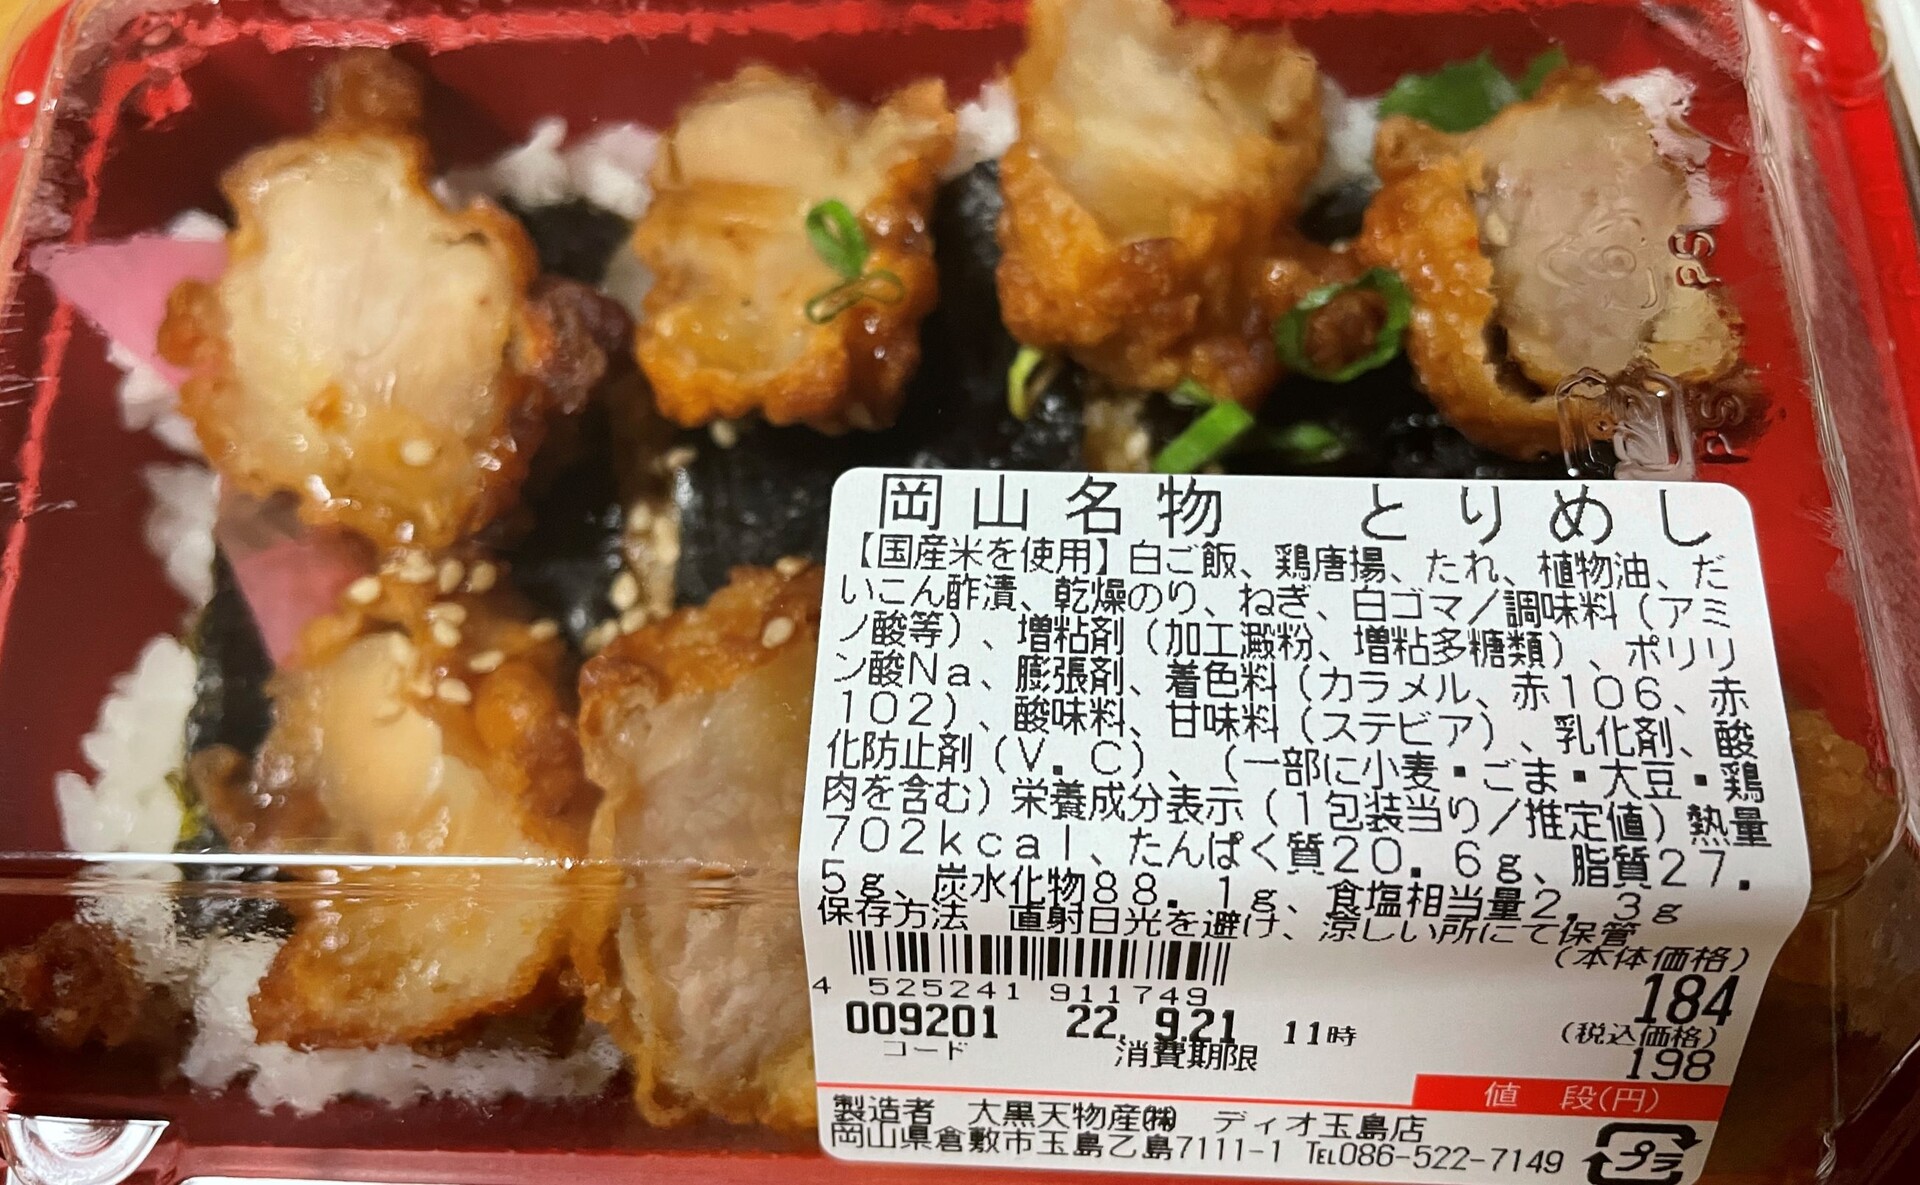 岡山名物 とりめし
【国産米を使用】白ご飯、鶏唐揚、たれ、植物油、だ
いこん酢漬、乾燥のり、ねぎ、白ゴマ/調味料(アミ
ノ酸等)、増粘剤(加工澱粉、増粘多糖類)、ポリリ
ン酸Na、膨張剤、着色料(カラメル、赤106、赤
102)、酸味料、甘味料(ステビア)、乳化剤、酸
化防止剤(V.C)、(一部に小麦・ごま・大豆・鶏
肉を含む)栄養成分表示(1包装当り/推定値)熱量
702kcal、たんぱく質20.6g、脂質27.
5g、炭水化物88.1g、食塩相当量2.3g
保存方法 直射日光を避け、涼しい所にて保管
(本体価格)
184
4 525241 911749
009201 22. 9.21 11時
(税込価格)
コード 消費期限
198
値 段(円)
製造者 大黒天物産㈱ ディオ玉島店
岡山県倉敷市玉島乙島7111-1 ℡086-522-7149
プラ
PS
PS